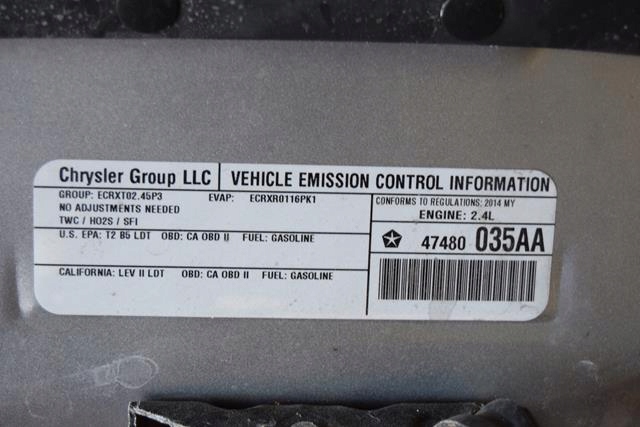 Chrysler Group LLC VEHICLE EMISSION CONTROL INFORMATION
GROUP: ECRXT02.45P3 EVAP: ECRXR0116PK1
NO ADJUSTMENTS NEEDED
TWC / HO2S / SFI
CONFORMS TO REGULATIONS: 2014 MY
ENGINE: 2.4L
U.S. EPA: T2 B5 LDT OBD: CA OBD II FUEL: GASOLINE
47480 035AA
CALIFORNIA: LEV II LDT OBD: CA OBD II FUEL: GASOLINE